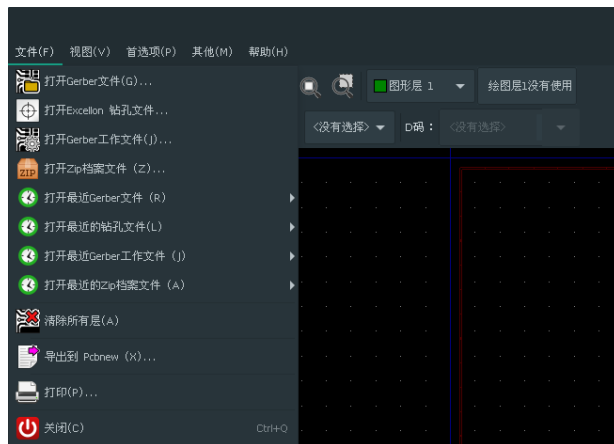 文件(F) 视图(V) 首选项(P) 其他(M) 帮助(H)
打开Gerber文件(G)...
图形层 1 绘图层1没有使用
打开Excellon 钻孔文件...
<没有选择> D码： <没有选择>
打开Gerber工作文件(J)...
ZIP 打开Zip档案文件 (Z)...
打开最近Gerber文件 (R)
打开最近的钻孔文件(L)
打开最近Gerber工作文件 (J)
打开最近的Zip档案文件 (A)
清除所有层(A)
导出到 Pcbnew (X)...
打印(P)...
关闭(C) Ctrl+Q